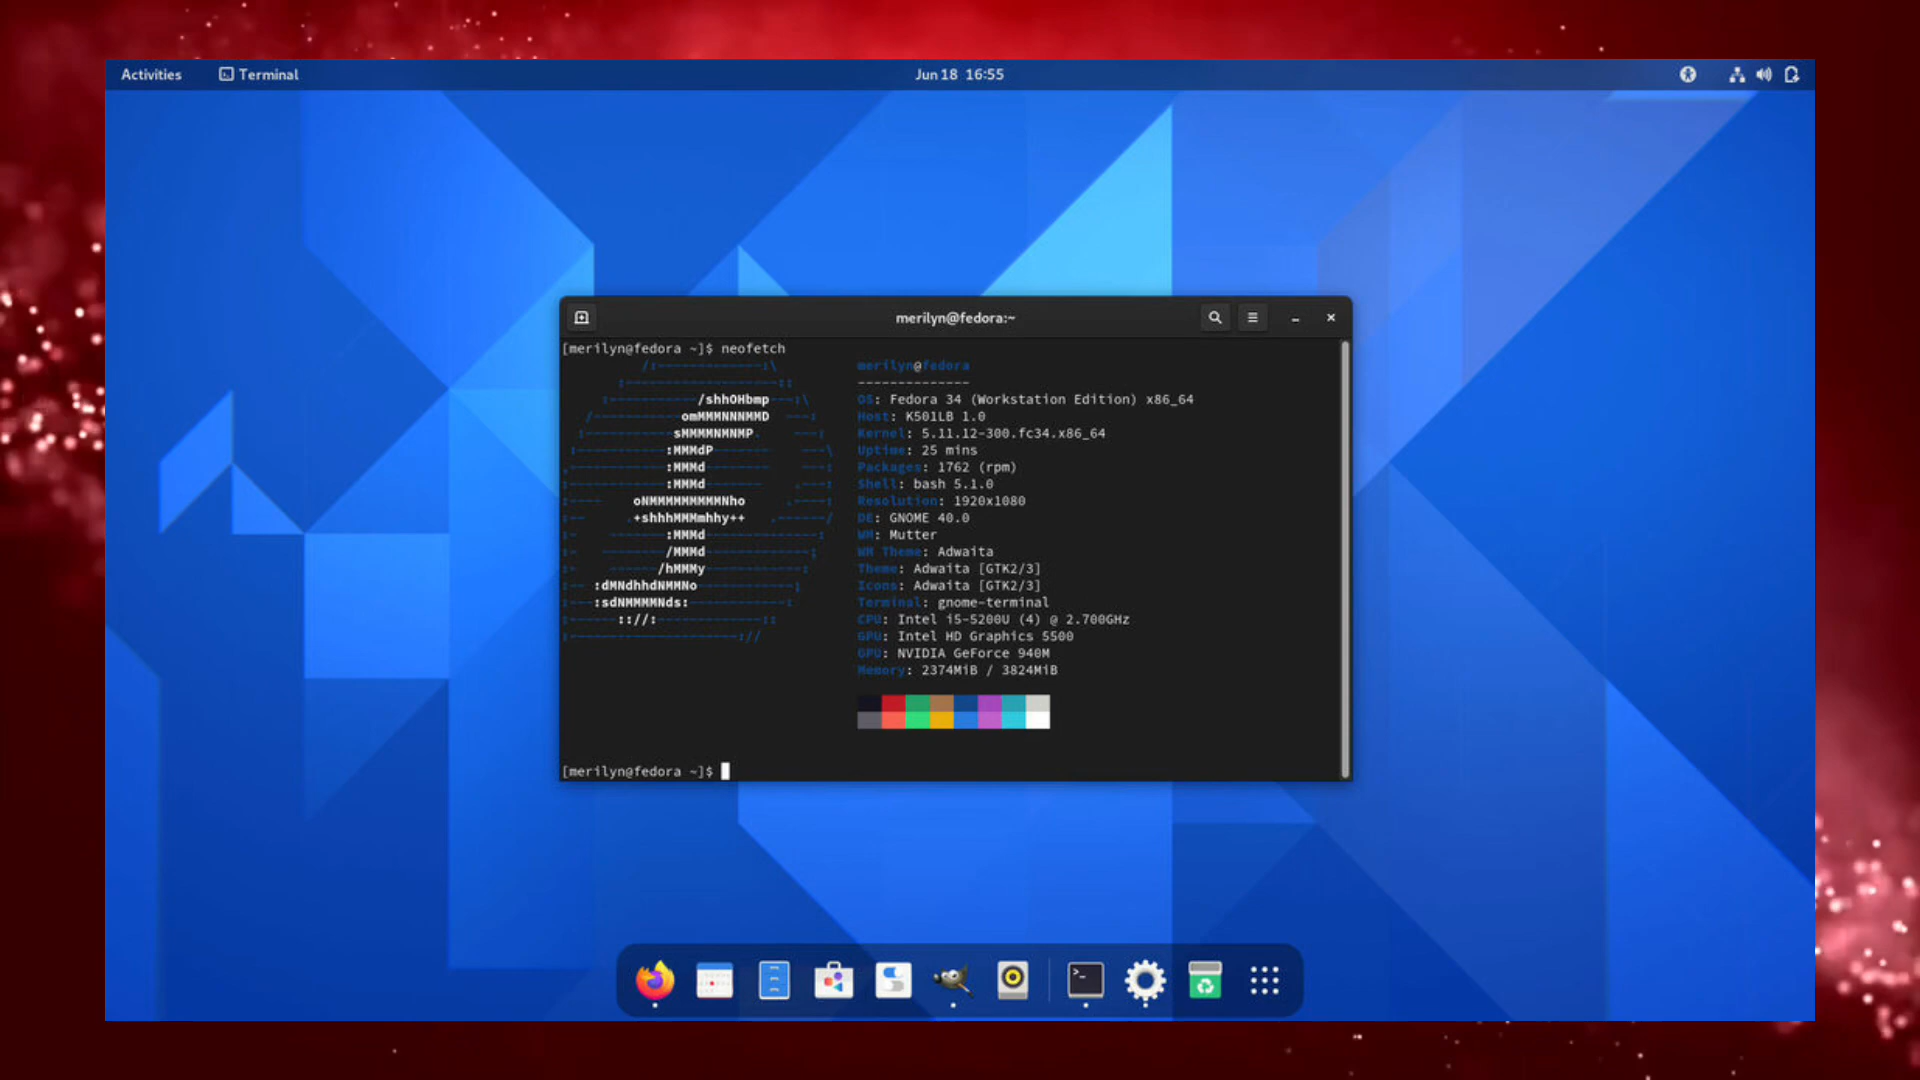 Activities Terminal Jun 18 16:55
merilyn@fedora:~
[merilyn@fedora ~]$ neofetch
merilyn@fedora
--------------
OS: Fedora 34 (Workstation Edition) x86_64
Host: K501LB 1.0
Kernel: 5.11.12-300.fc34.x86_64
Uptime: 25 mins
Packages: 1762 (rpm)
Shell: bash 5.1.0
Resolution: 1920x1080
DE: GNOME 40.0
WM: Mutter
WM Theme: Adwaita
Theme: Adwaita [GTK2/3]
Icons: Adwaita [GTK2/3]
Terminal: gnome-terminal
CPU: Intel i5-5200U (4) @ 2.700GHz
GPU: Intel HD Graphics 5500
GPU: NVIDIA GeForce 940M
Memory: 2374MiB / 3824MiB
[merilyn@fedora ~]$